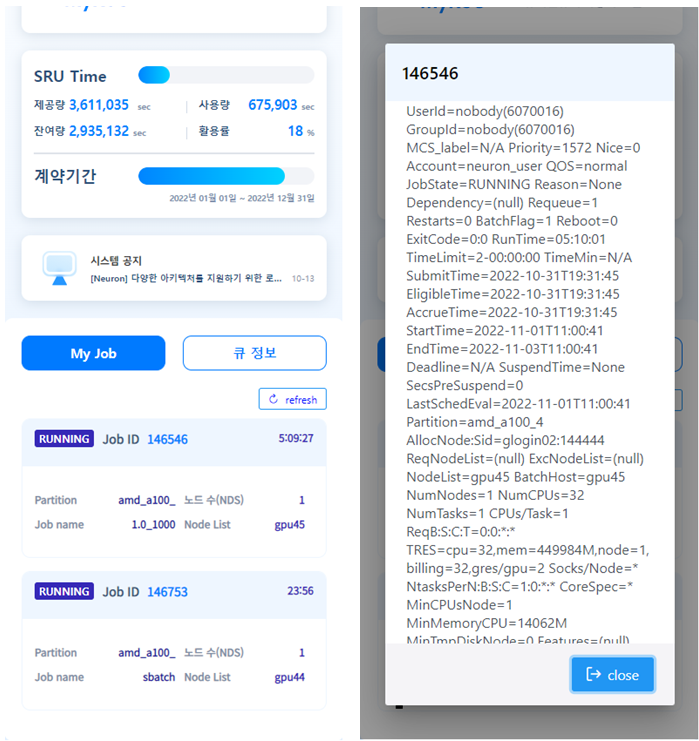 SRU Time
제공량 3,611,035 sec
사용량 675,903 sec
잔여량 2,935,132 sec
활용률 18 %
계약기간
2022년 01월 01일 ~ 2022년 12월 31일
시스템 공지
[Neuron] 다양한 아키텍처를 지원하기 위한 로... 10-13
My Job
큐 정보
refresh
RUNNING Job ID 146546 5:09:27
Partition amd_a100_ 노드 수(NDS) 1
Job name 1.0_1000 Node List gpu45
RUNNING Job ID 146753 23:56
Partition amd_a100_ 노드 수(NDS) 1
Job name sbatch Node List gpu44
146546
UserId=nobody(6070016)
GroupId=nobody(6070016)
MCS_label=N/A Priority=1572 Nice=0
Account=neuron_user QOS=normal
JobState=RUNNING Reason=None
Dependency=(null) Requeue=1
Restarts=0 BatchFlag=1 Reboot=0
ExitCode=0:0 RunTime=05:10:01
TimeLimit=2-00:00:00 TimeMin=N/A
SubmitTime=2022-10-31T19:31:45
EligibleTime=2022-10-31T19:31:45
AccrueTime=2022-10-31T19:31:45
StartTime=2022-11-01T11:00:41
EndTime=2022-11-03T11:00:41
Deadline=N/A SuspendTime=None
SecsPreSuspend=0
LastSchedEval=2022-11-01T11:00:41
Partition=amd_a100_4
AllocNode:Sid=glogin02:144444
ReqNodeList=(null) ExcNodeList=(null)
NodeList=gpu45 BatchHost=gpu45
NumNodes=1 NumCPUs=32
NumTasks=1 CPUs/Task=1
ReqB:S:C:T=0:0:*:*
TRES=cpu=32,mem=449984M,node=1,
billing=32,gres/gpu=2 Socks/Node=*
NtasksPerN:B:S:C=1:0:*:* CoreSpec=*
MinCPUsNode=1
MinMemoryCPU=14062M
MinTmpDiskNode=0 Features=(null)
close